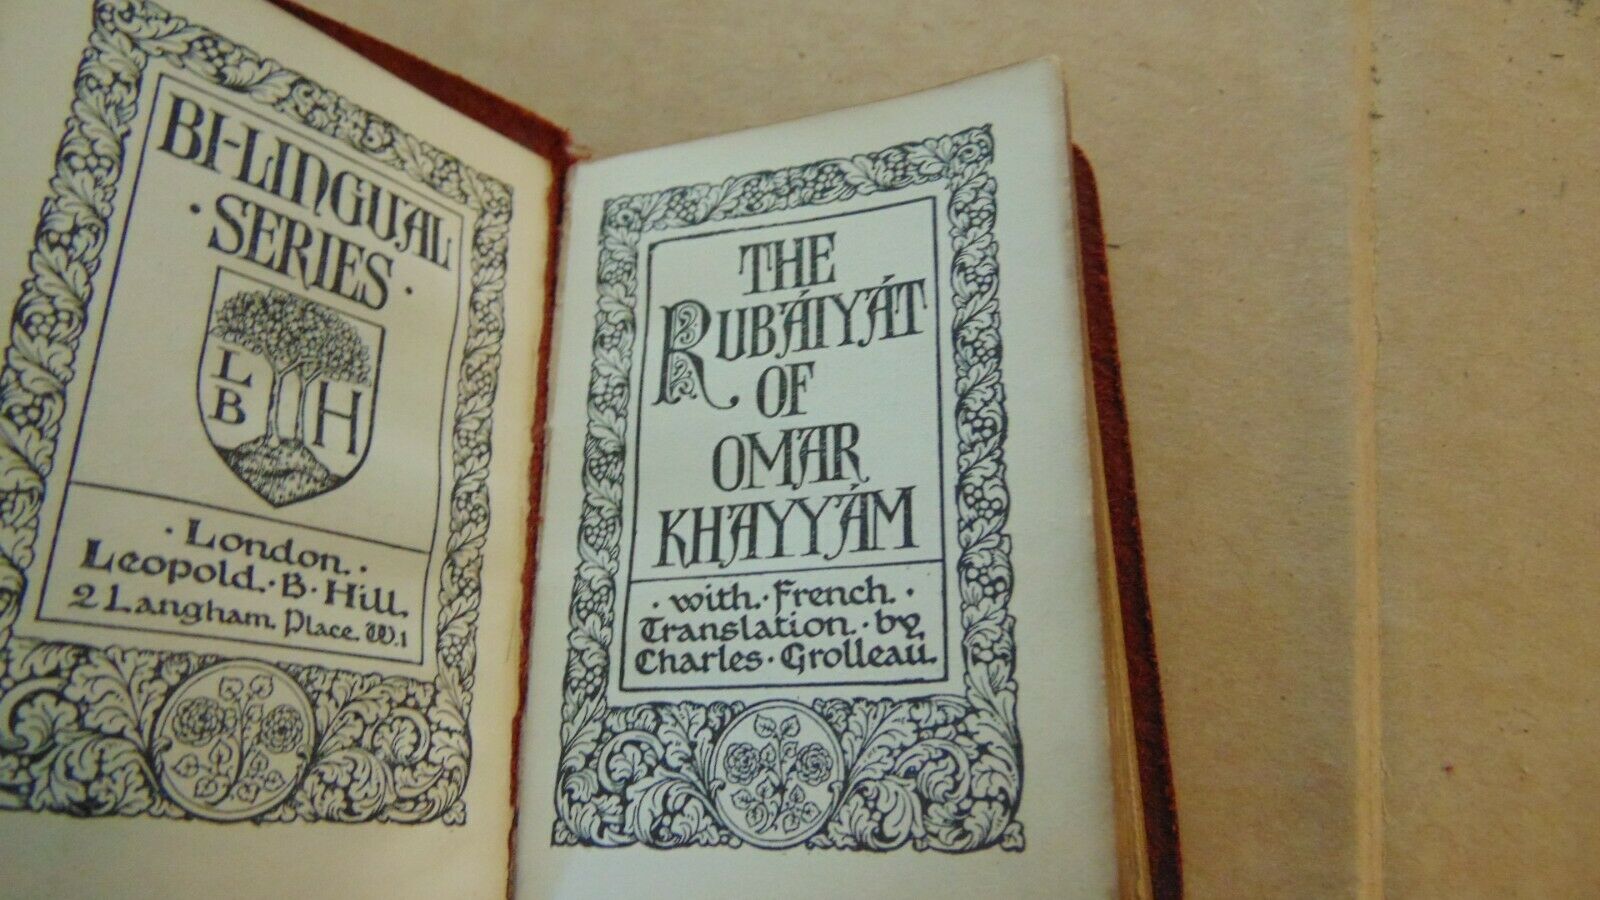 BI-LINGUAL
· SERIES ·
L B H
· London ·
Leopold · B · Hill.
2 Langham Place. W.1
THE
RUBÁIYÁT
OF
OMAR
KHAYYÁM
· with · French ·
Translation · by
Charles · Grolleau.